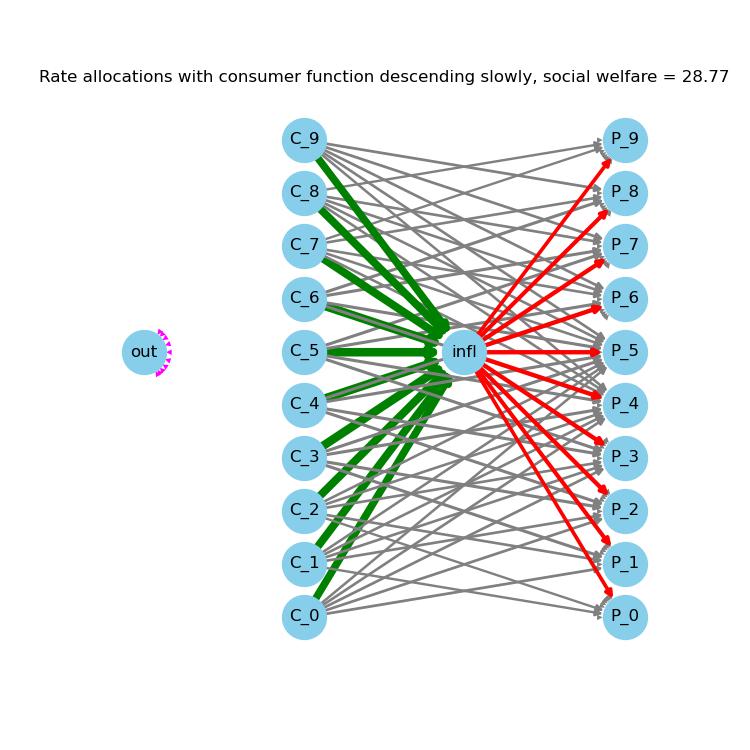 Rate allocations with consumer function descending slowly, social welfare = 28.77
C_9 P_9
C_8 P_8
C_7 P_7
C_6 P_6
out C_5 infl P_5
C_4 P_4
C_3 P_3
C_2 P_2
C_1 P_1
C_0 P_0